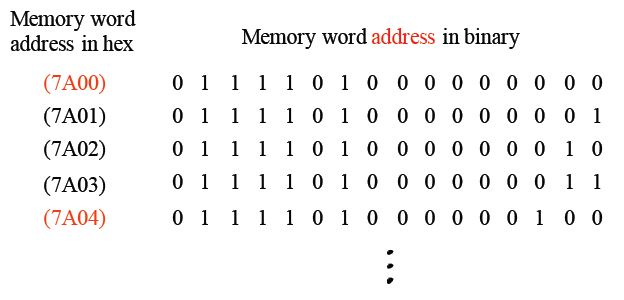 Memory word
address in hex
Memory word address in binary
(7A00) 0 1 1 1 1 0 1 0 0 0 0 0 0 0 0 0
(7A01) 0 1 1 1 1 0 1 0 0 0 0 0 0 0 0 1
(7A02) 0 1 1 1 1 0 1 0 0 0 0 0 0 0 1 0
(7A03) 0 1 1 1 1 0 1 0 0 0 0 0 0 0 1 1
(7A04) 0 1 1 1 1 0 1 0 0 0 0 0 0 1 0 0